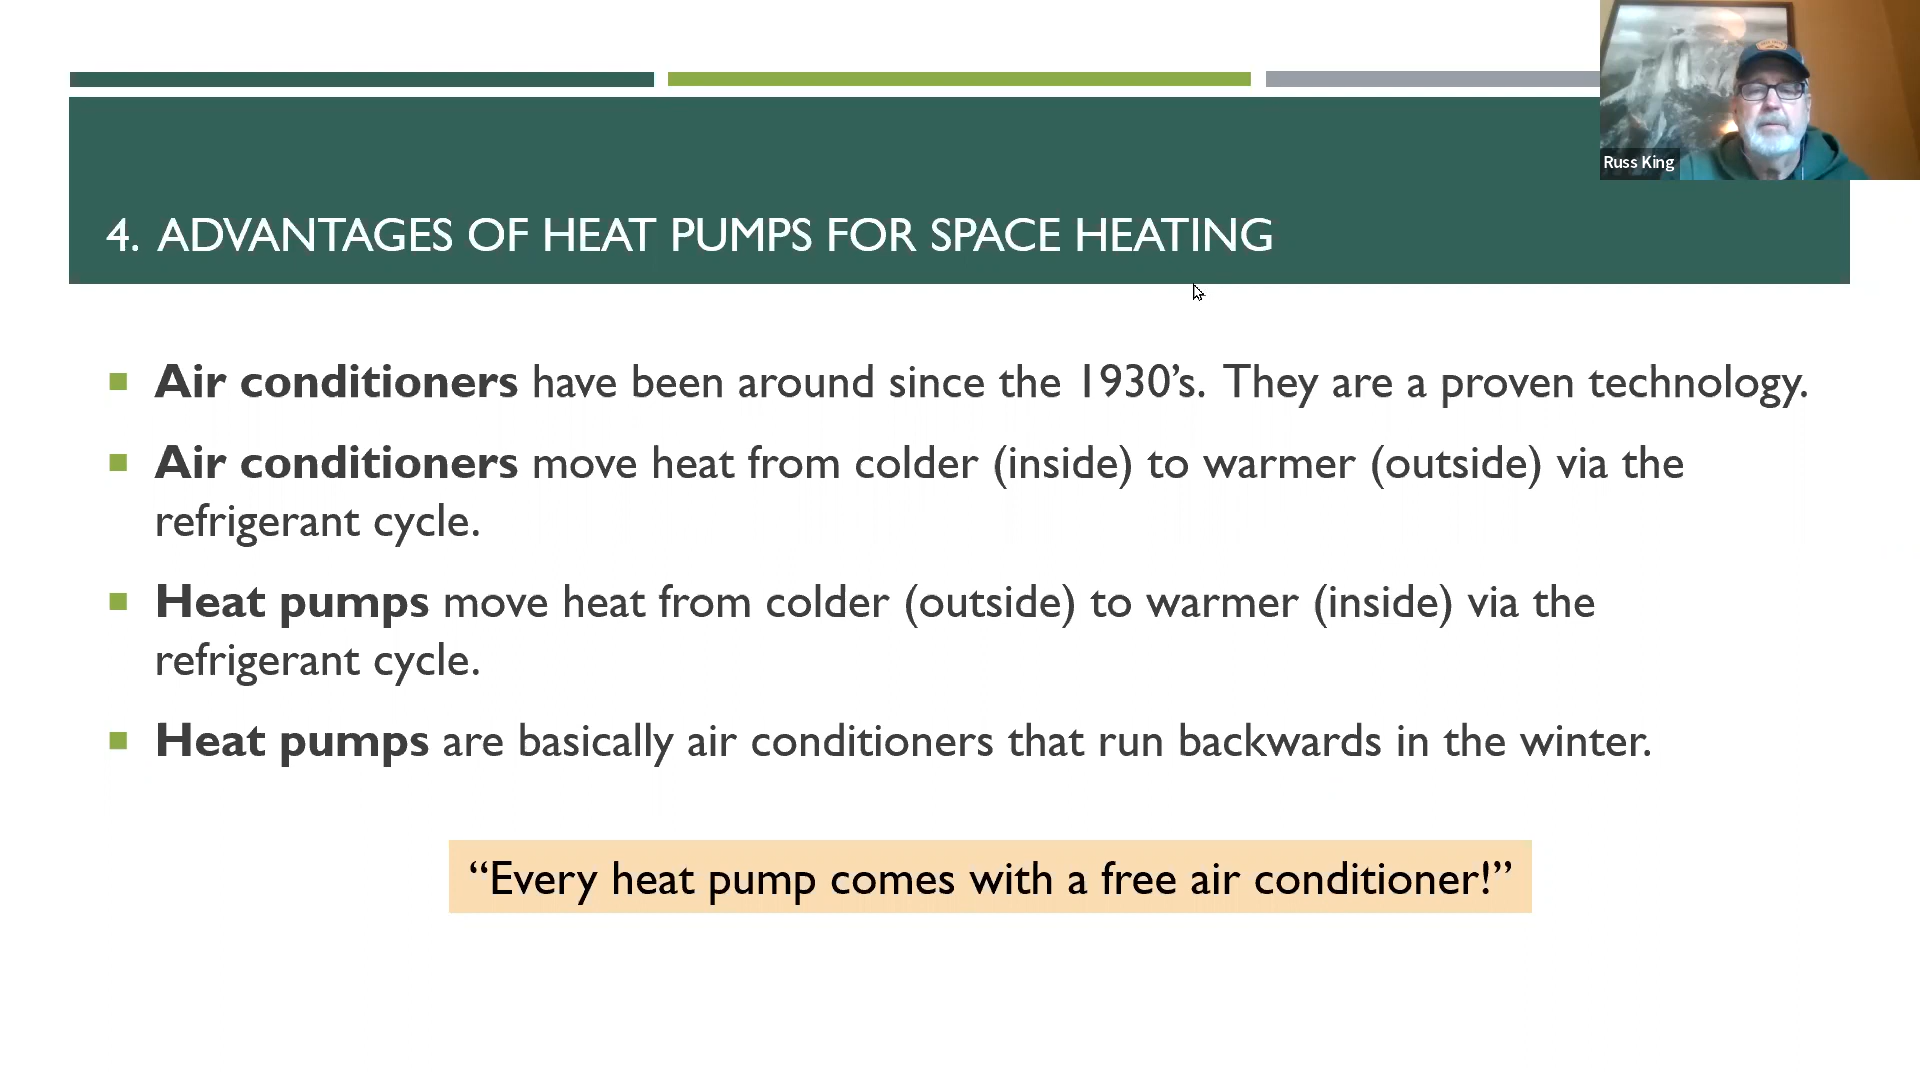 Russ King
4. ADVANTAGES OF HEAT PUMPS FOR SPACE HEATING
■ Air conditioners have been around since the 1930’s. They are a proven technology.
■ Air conditioners move heat from colder (inside) to warmer (outside) via the
refrigerant cycle.
■ Heat pumps move heat from colder (outside) to warmer (inside) via the
refrigerant cycle.
■ Heat pumps are basically air conditioners that run backwards in the winter.
“Every heat pump comes with a free air conditioner!”